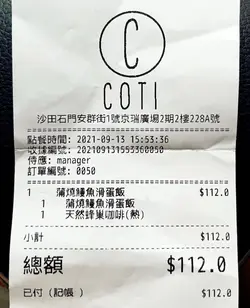 C
COTI
沙田石門安群街1號京瑞廣場2期2樓228A號
點餐時間: 2021-09-13 15:53:36
收據編號: 202109131553360050
侍應: manager
訂單編號: 0050
1 蒲燒鰻魚滑蛋飯 $112.0
1 蒲燒鰻魚滑蛋飯
1 天然蜂巢咖啡(熱)
小計 $112.0
總額 $112.0
已付 (記帳 ) $112.0